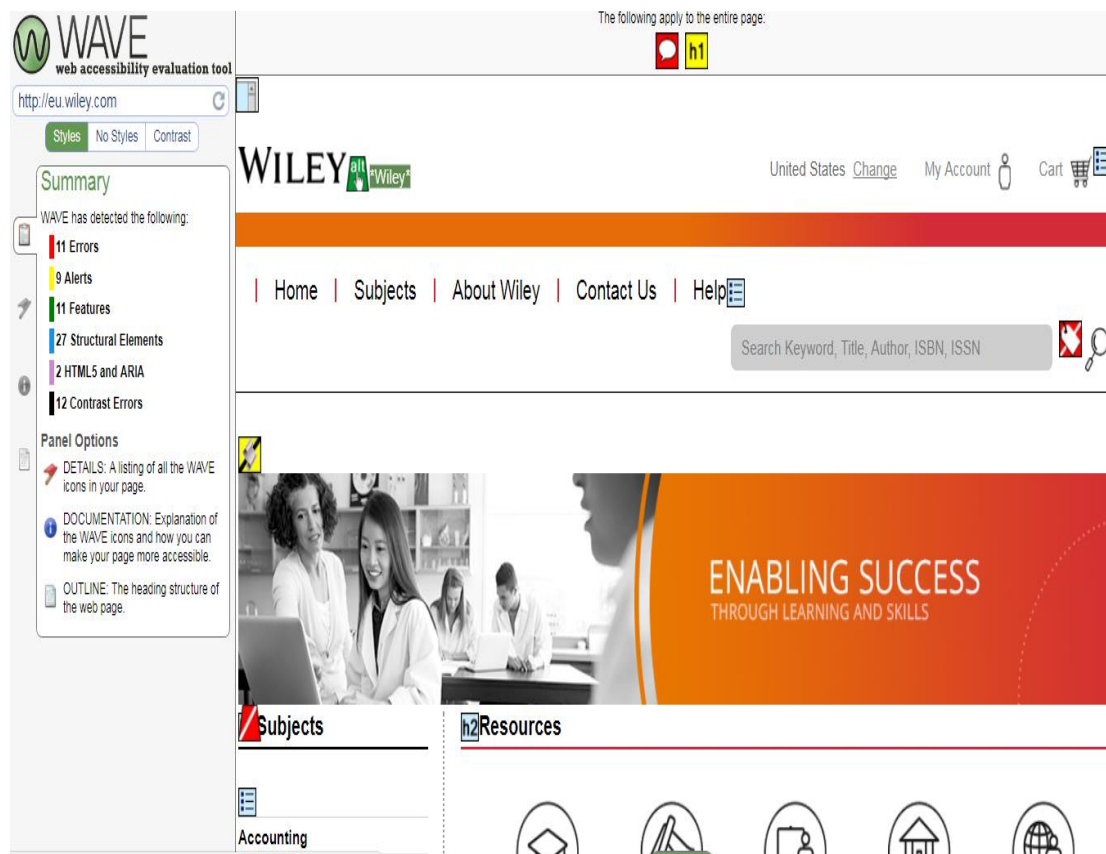 WAVE
web accessibility evaluation tool
http://eu.wiley.com
Styles No Styles Contrast
Summary
WAVE has detected the following:
11 Errors
9 Alerts
11 Features
27 Structural Elements
2 HTML5 and ARIA
12 Contrast Errors
Panel Options
DETAILS: A listing of all the WAVE
icons in your page.
DOCUMENTATION: Explanation of
the WAVE icons and how you can
make your page more accessible.
OUTLINE: The heading structure of
the web page.
The following apply to the entire page:
h1
WILEY alt *Wiley*
United States Change My Account Cart
| Home | Subjects | About Wiley | Contact Us | Help
Search Keyword, Title, Author, ISBN, ISSN
ENABLING SUCCESS
THROUGH LEARNING AND SKILLS
Subjects
h2 Resources
Accounting